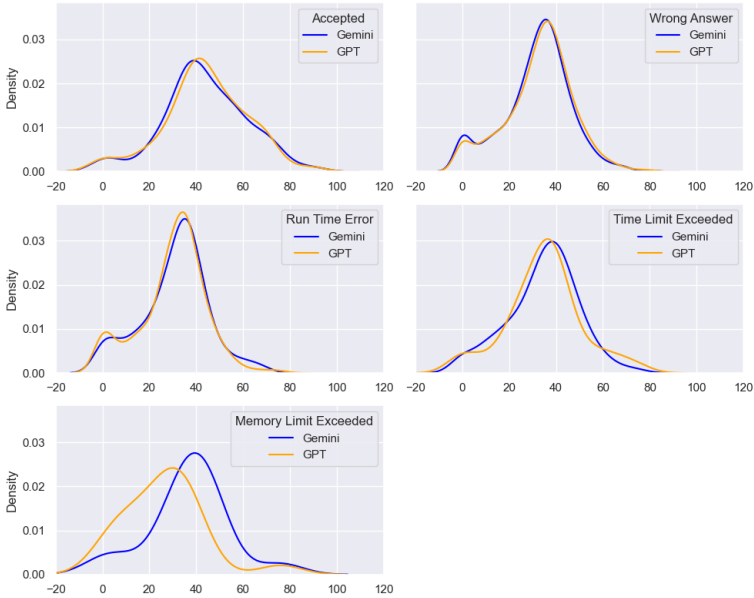 Accepted
Gemini
GPT
Density
0.03
0.02
0.01
0.00
−20 0 20 40 60 80 100 120
Wrong Answer
Gemini
GPT
−20 0 20 40 60 80 100 120
Run Time Error
Gemini
GPT
Density
0.03
0.02
0.01
0.00
−20 0 20 40 60 80 100 120
Time Limit Exceeded
Gemini
GPT
−20 0 20 40 60 80 100 120
Memory Limit Exceeded
Gemini
GPT
Density
0.03
0.02
0.01
0.00
−20 0 20 40 60 80 100 120